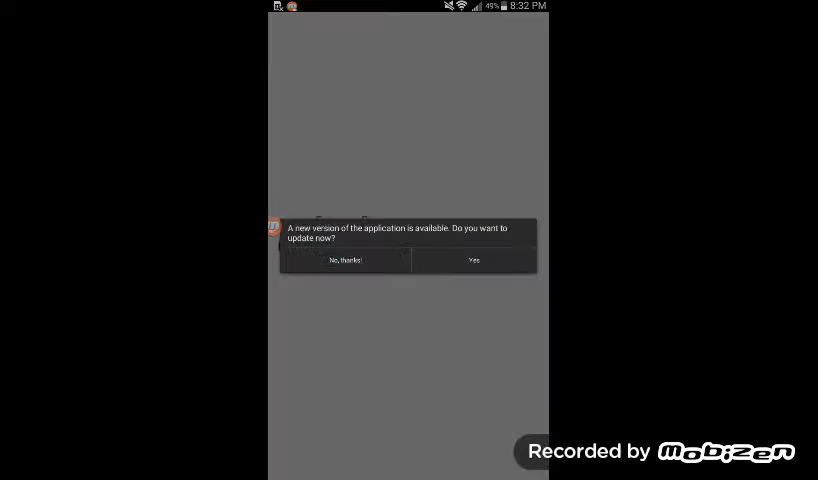 49% 8:32 PM
A new version of the application is available. Do you want to
update now?
No, thanks!
Yes
Recorded by mobizen